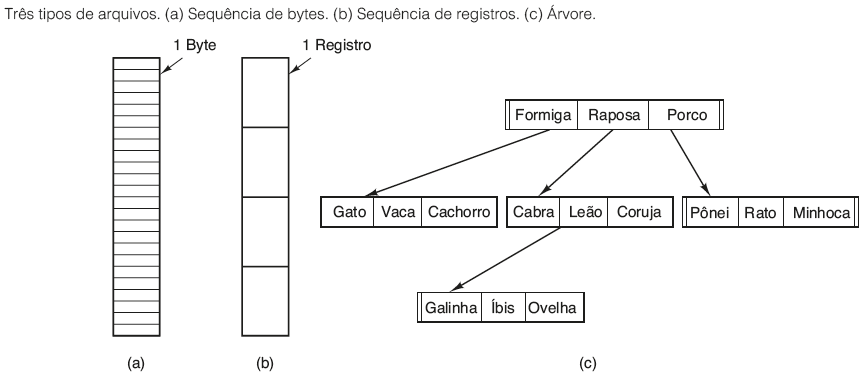 Três tipos de arquivos. (a) Sequência de bytes. (b) Sequência de registros. (c) Árvore.
1 Byte
1 Registro
Formiga Raposa Porco
Gato Vaca Cachorro
Cabra Leão Coruja
Pônei Rato Minhoca
Galinha Íbis Ovelha
(a)
(b)
(c)